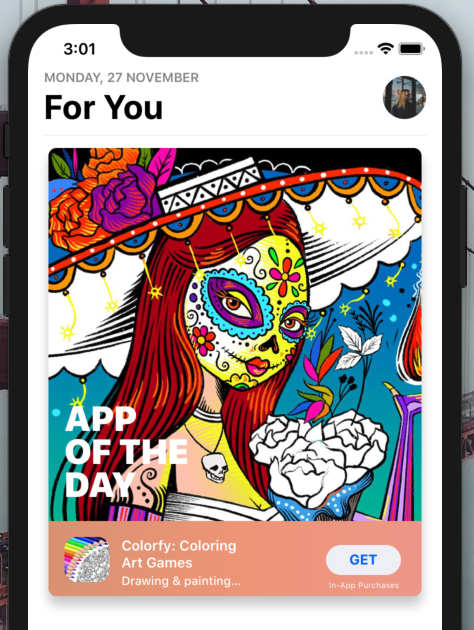 3:01
MONDAY, 27 NOVEMBER
For You
APP
OF THE
DAY
Colorfy: Coloring
Art Games
Drawing & painting...
GET
In-App Purchases